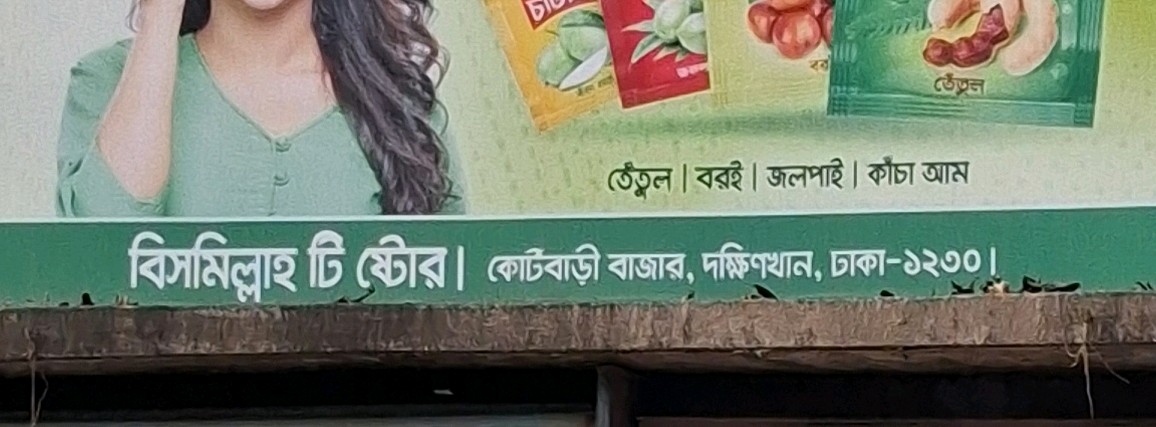 তেঁতুল
তেঁতুল | বরই | জলপাই | কাঁচা আম
বিসমিল্লাহ টি ষ্টোর। কোটবাড়ী বাজার, দক্ষিণখান, ঢাকা-১২৩০।